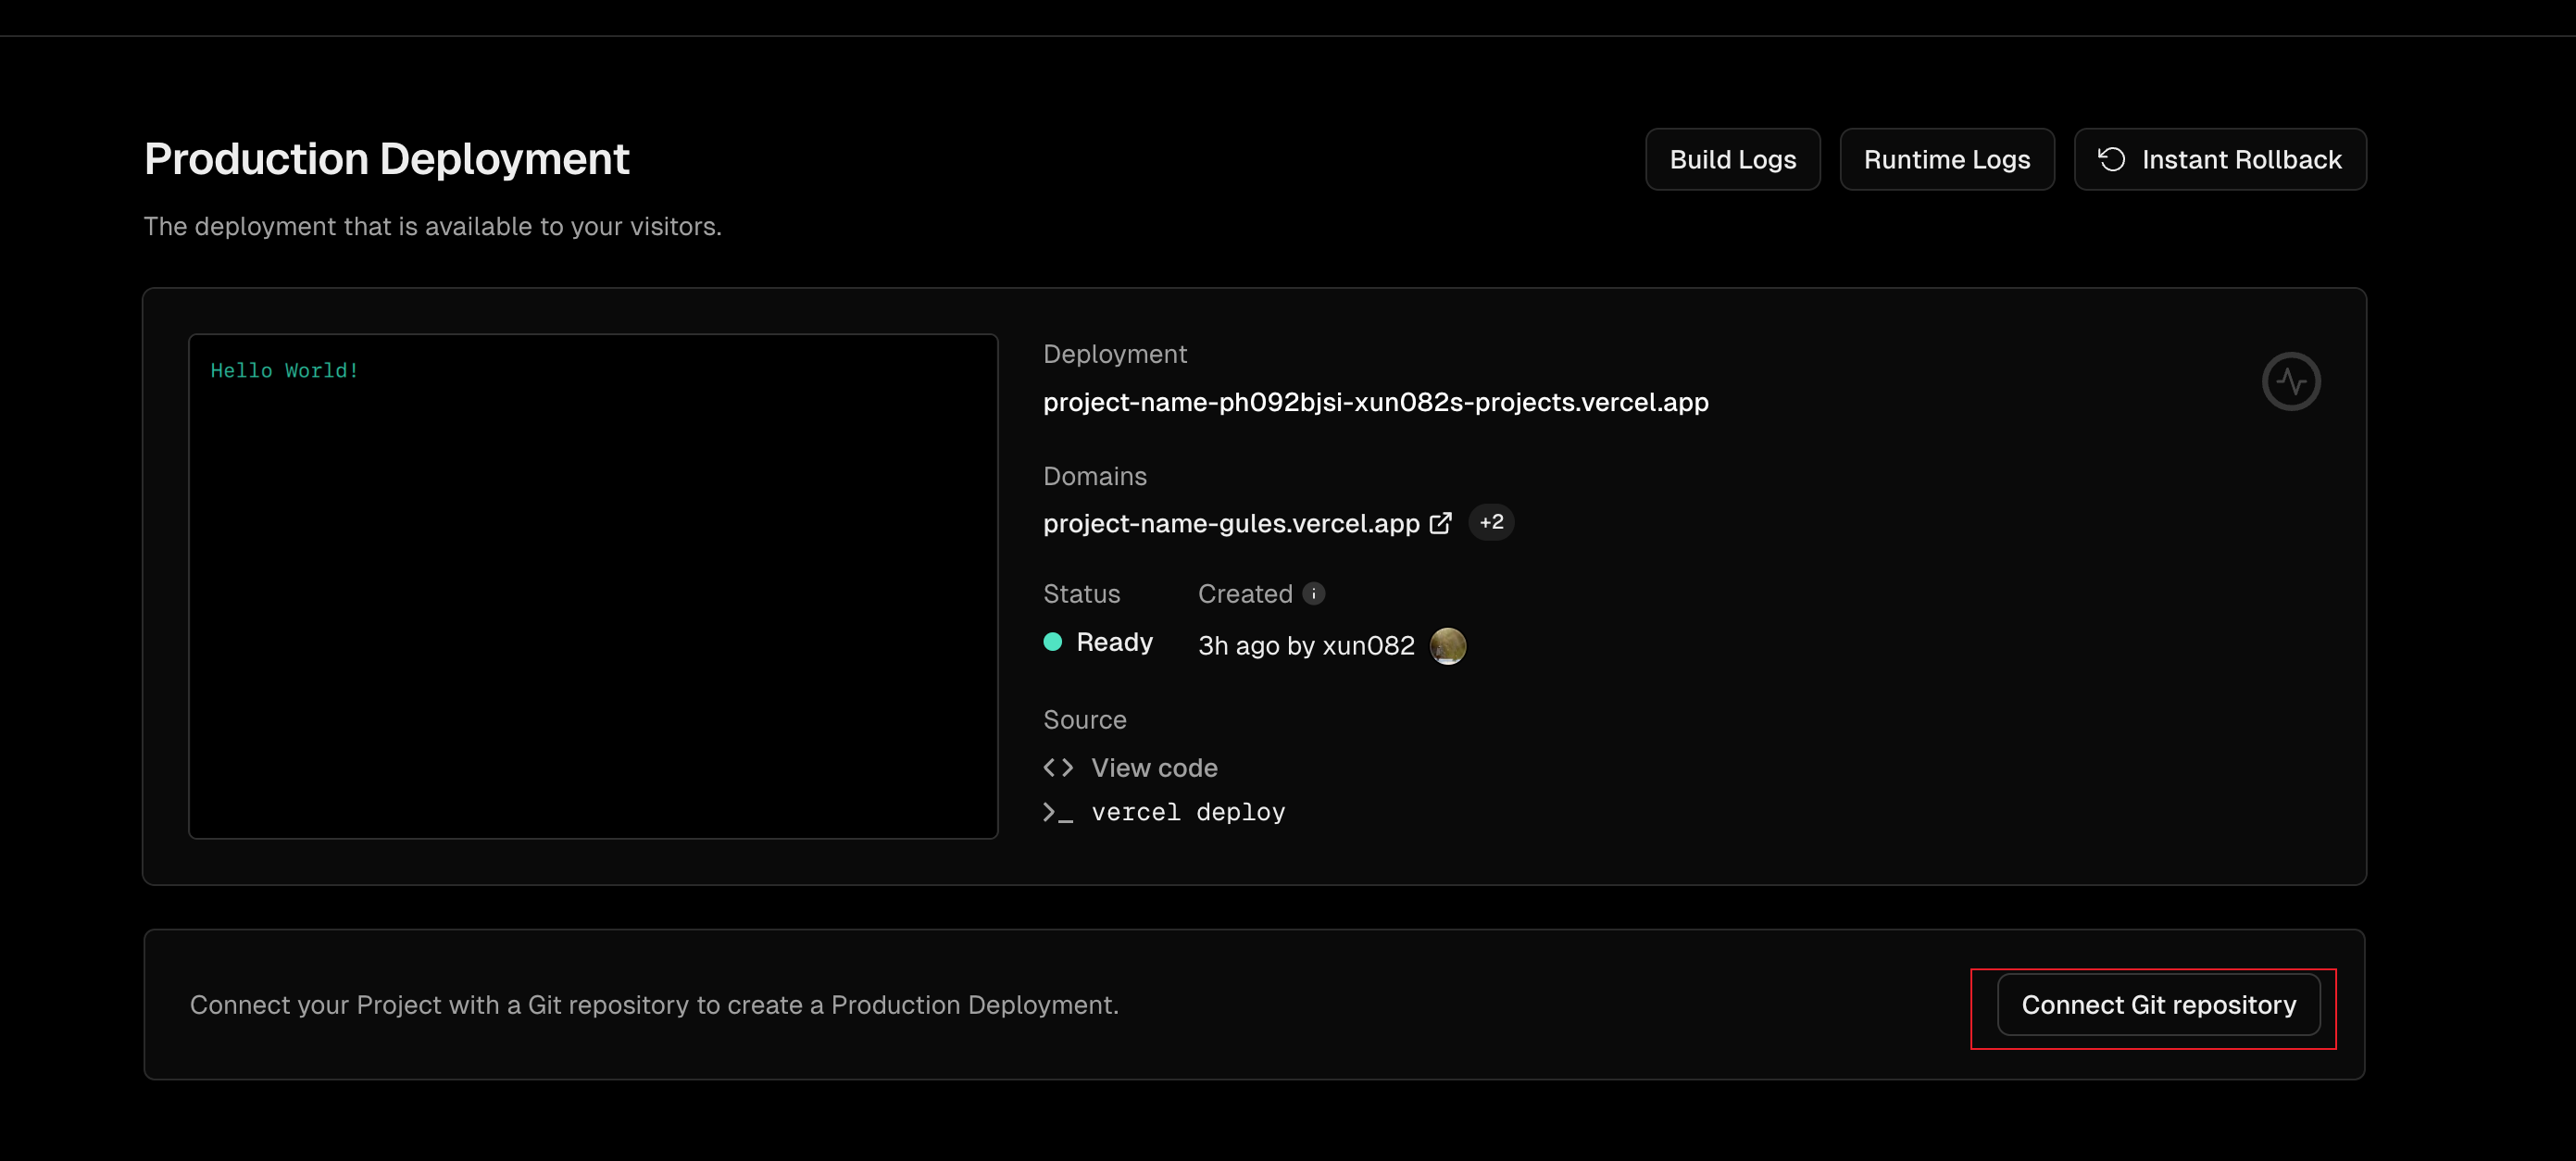 Production Deployment
Build Logs
Runtime Logs
Instant Rollback
The deployment that is available to your visitors.
Hello World!
Deployment
project-name-ph092bjsi-xun082s-projects.vercel.app
Domains
project-name-gules.vercel.app +2
Status
Created
Ready
3h ago by xun082
Source
View code
vercel deploy
Connect your Project with a Git repository to create a Production Deployment.
Connect Git repository